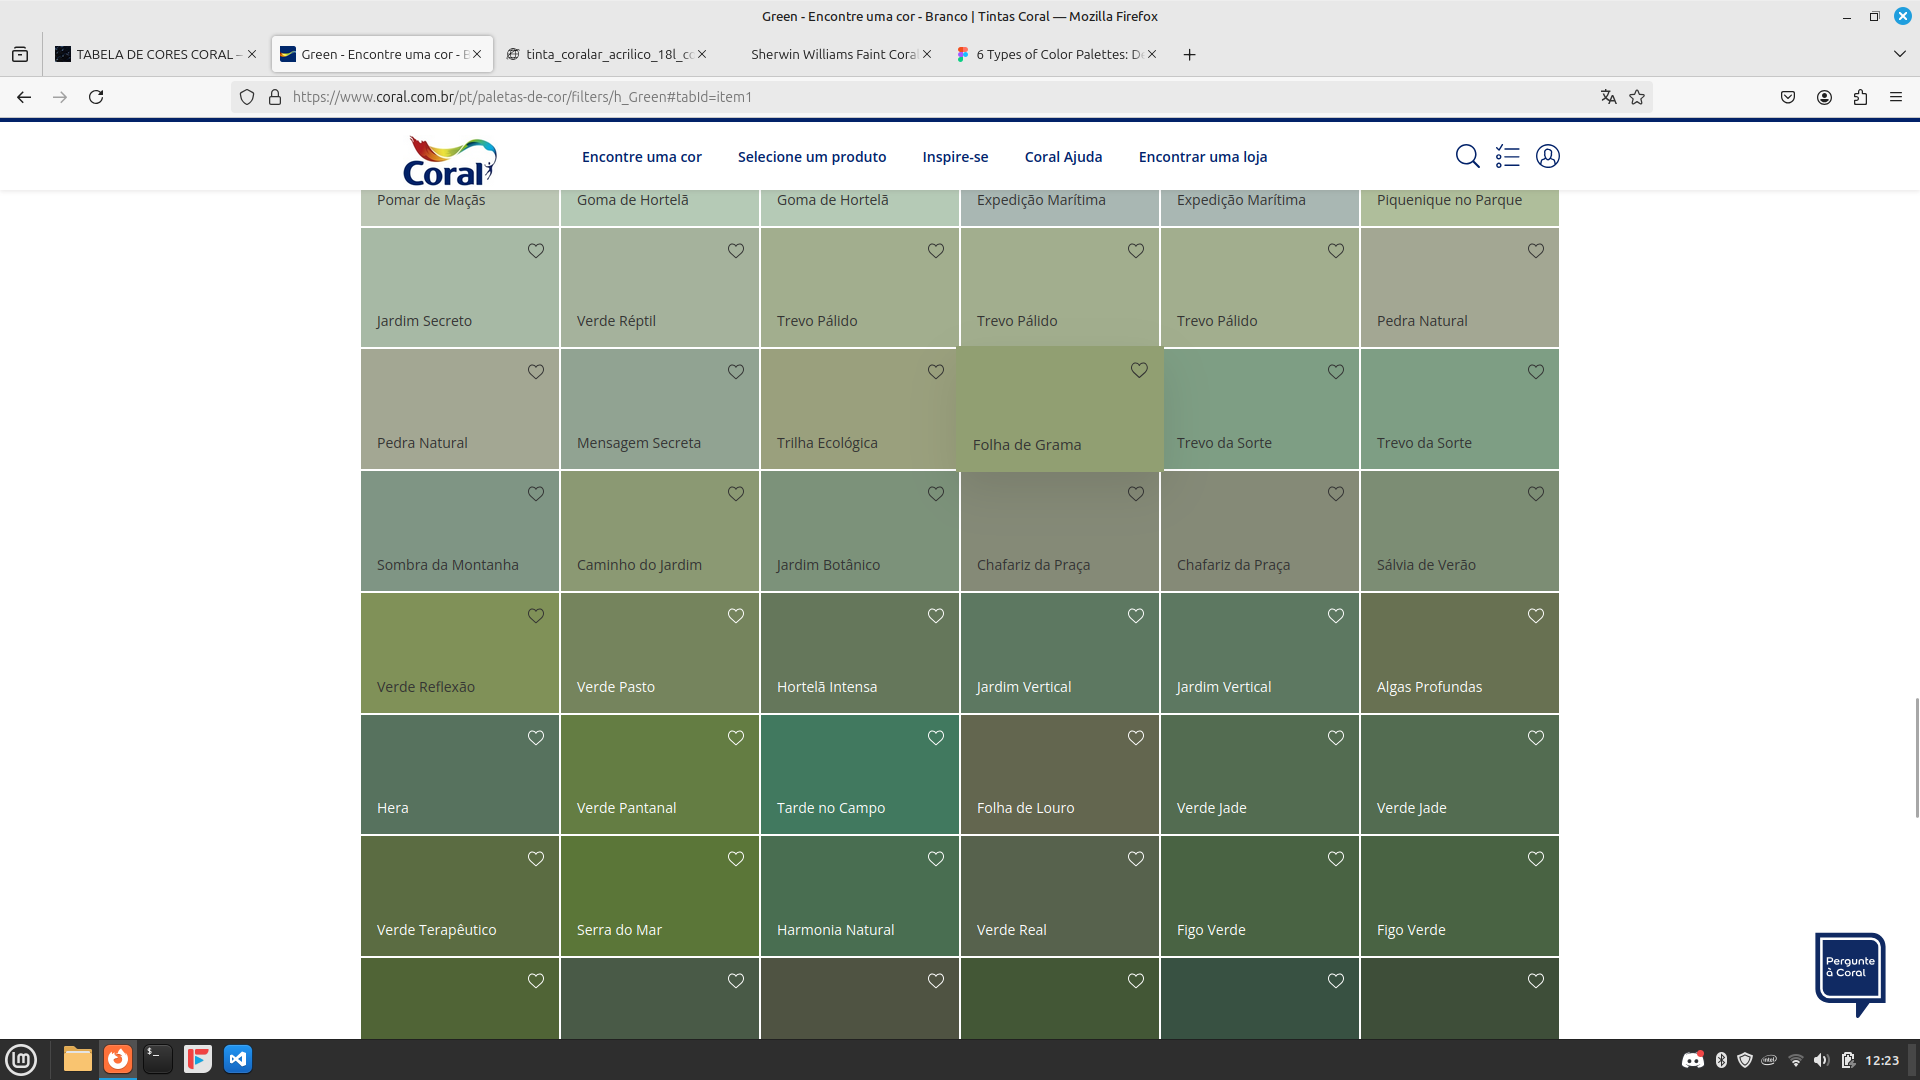 Green - Encontre uma cor - Branco | Tintas Coral — Mozilla Firefox
TABELA DE CORES CORAL –
Green - Encontre uma cor - B
tinta_coralar_acrilico_18l_cc
Sherwin Williams Faint Coral
6 Types of Color Palettes: De
https://www.coral.com.br/pt/paletas-de-cor/filters/h_Green#tabId=item1
Coral
Encontre uma cor
Selecione um produto
Inspire-se
Coral Ajuda
Encontrar uma loja
Pomar de Maçãs
Goma de Hortelã
Goma de Hortelã
Expedição Marítima
Expedição Marítima
Piquenique no Parque
Jardim Secreto
Verde Réptil
Trevo Pálido
Trevo Pálido
Trevo Pálido
Pedra Natural
Pedra Natural
Mensagem Secreta
Trilha Ecológica
Folha de Grama
Trevo da Sorte
Trevo da Sorte
Sombra da Montanha
Caminho do Jardim
Jardim Botânico
Chafariz da Praça
Chafariz da Praça
Sálvia de Verão
Verde Reflexão
Verde Pasto
Hortelã Intensa
Jardim Vertical
Jardim Vertical
Algas Profundas
Hera
Verde Pantanal
Tarde no Campo
Folha de Louro
Verde Jade
Verde Jade
Verde Terapêutico
Serra do Mar
Harmonia Natural
Verde Real
Figo Verde
Figo Verde
Pergunte
à Coral
12:23